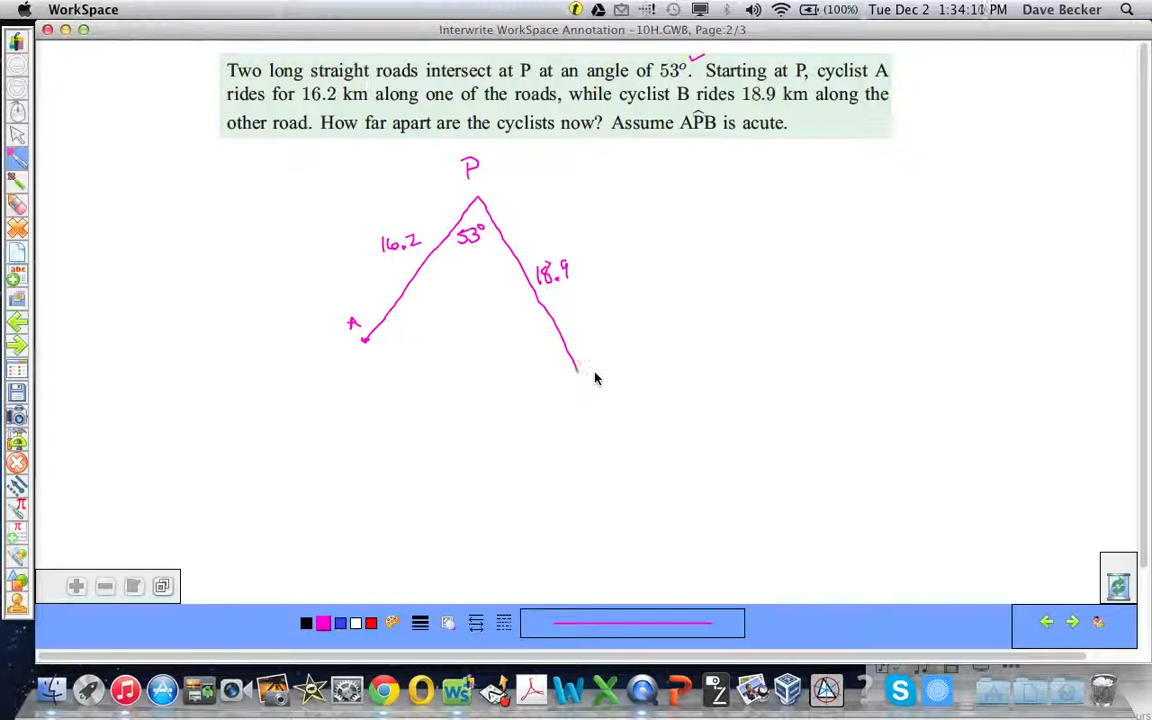 WorkSpace
(100%)
Tue Dec 2 1:34:10 PM
Dave Becker
Interwrite WorkSpace Annotation - 10H.GWB, Page:2/3
Two long straight roads intersect at P at an angle of 53°. Starting at P, cyclist A
rides for 16.2 km along one of the roads, while cyclist B rides 18.9 km along the
other road. How far apart are the cyclists now? Assume AP̂B is acute.
P
16.2
53°
18.9
A
abc
π
π